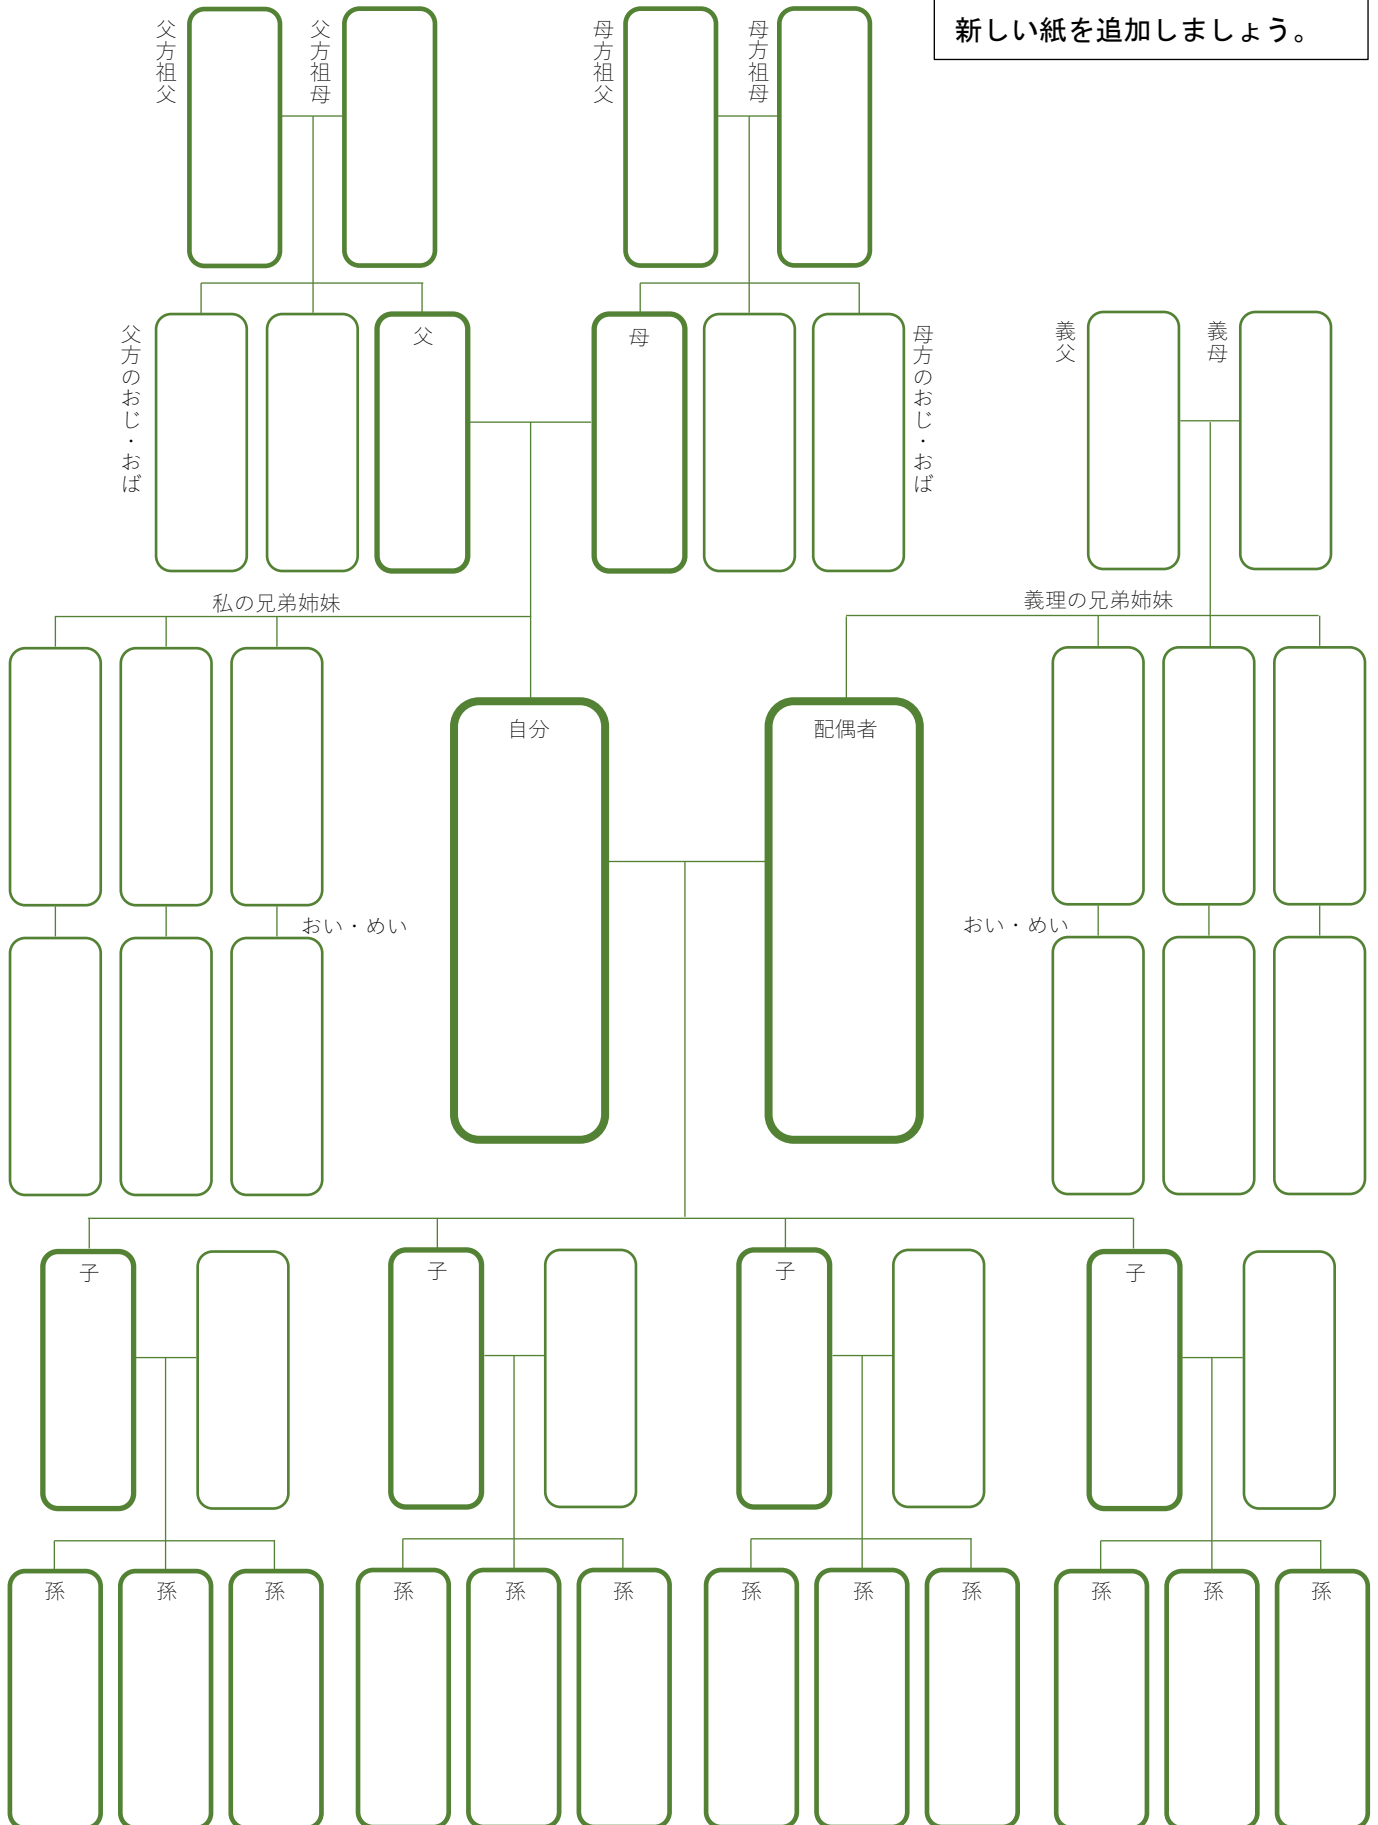 新しい紙を追加しましょう。
父方祖父
父方祖母
母方祖父
母方祖母
父方のおじ・おば
父
母
母方のおじ・おば
義父
義母
私の兄弟姉妹
義理の兄弟姉妹
自分
配偶者
おい・めい
おい・めい
子
子
子
子
孫
孫
孫
孫
孫
孫
孫
孫
孫
孫
孫
孫